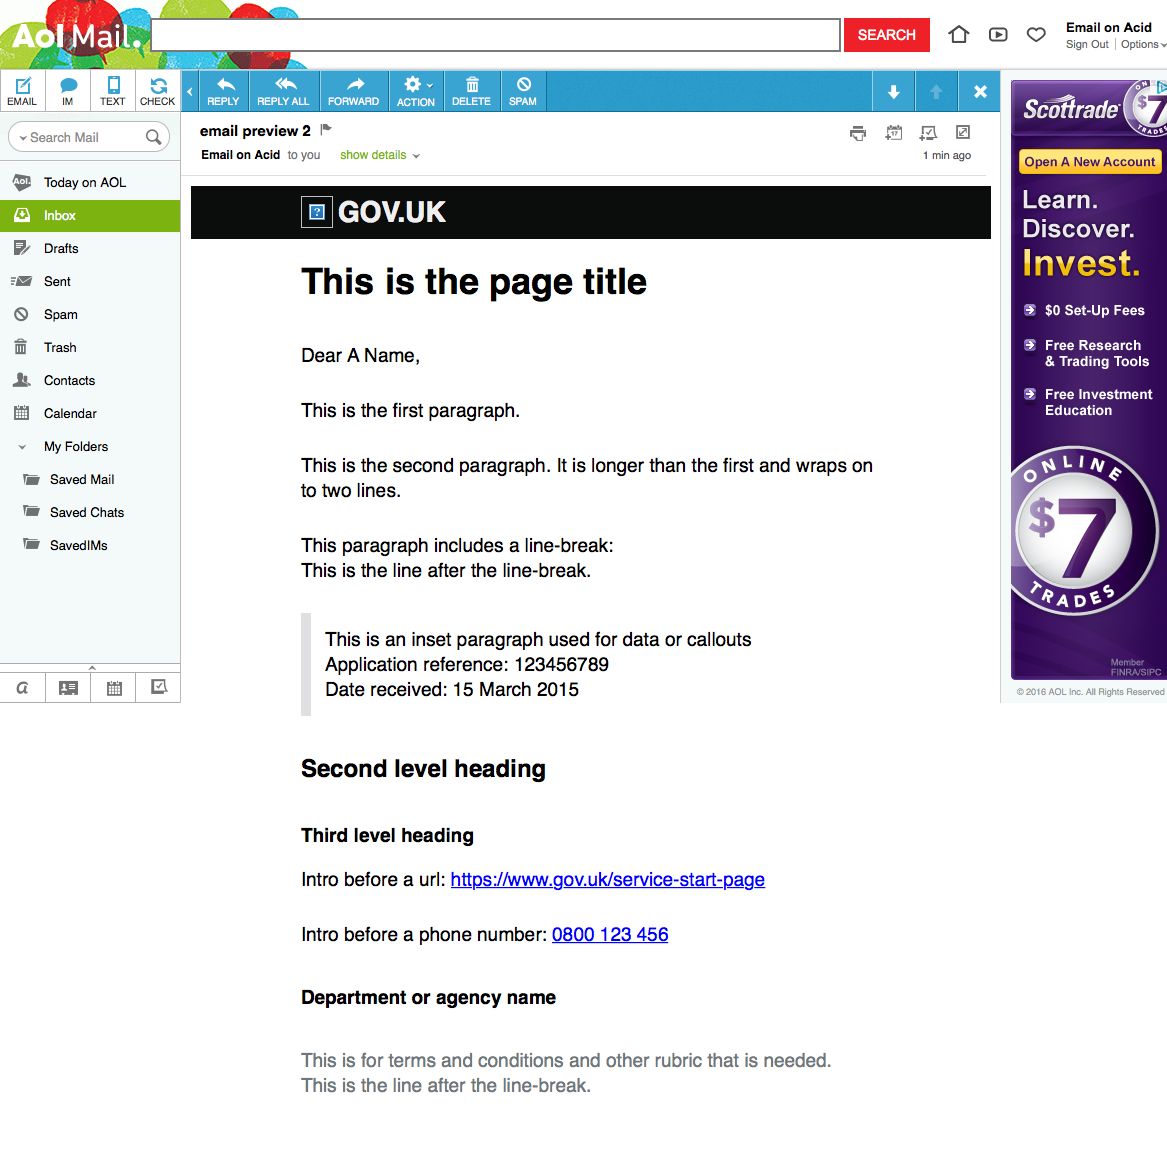 Aol Mail.
SEARCH
Email on Acid
Sign Out | Options
EMAIL
IM
TEXT
CHECK
REPLY
REPLY ALL
FORWARD
ACTION
DELETE
SPAM
Search Mail
Today on AOL
Inbox
Drafts
Sent
Spam
Trash
Contacts
Calendar
My Folders
Saved Mail
Saved Chats
SavedIMs
email preview 2
Email on Acid to you show details
1 min ago
GOV.UK
This is the page title
Dear A Name,
This is the first paragraph.
This is the second paragraph. It is longer than the first and wraps on
to two lines.
This paragraph includes a line-break:
This is the line after the line-break.
This is an inset paragraph used for data or callouts
Application reference: 123456789
Date received: 15 March 2015
Second level heading
Third level heading
Intro before a url: https://www.gov.uk/service-start-page
Intro before a phone number: 0800 123 456
Department or agency name
This is for terms and conditions and other rubric that is needed.
This is the line after the line-break.
Scottrade
ON
$7
TRADES
Open A New Account
Learn.
Discover.
Invest.
$0 Set-Up Fees
Free Research
& Trading Tools
Free Investment
Education
ONLINE
$7
TRADES
Member
FINRA/SIPC
© 2016 AOL Inc. All Rights Reserved